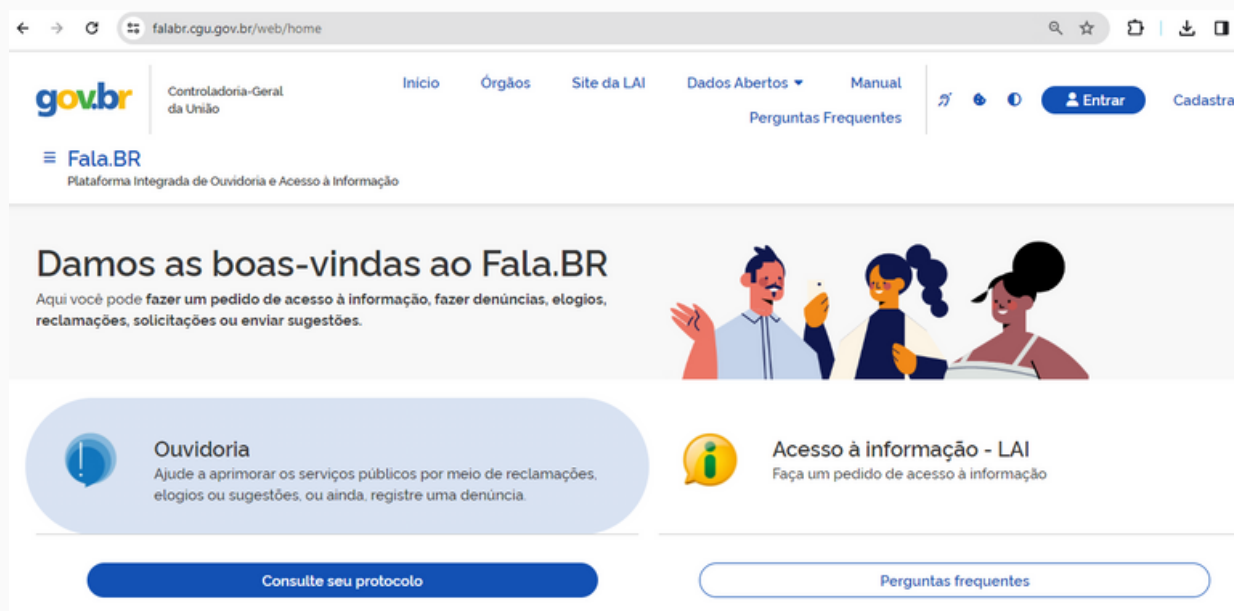 falabr.cgu.gov.br/web/home
gov.br
Controladoria-Geral
da União
Início Órgãos Site da LAI Dados Abertos Manual
Perguntas Frequentes
Entrar
Cadastra
Fala.BR
Plataforma Integrada de Ouvidoria e Acesso à Informação
Damos as boas-vindas ao Fala.BR
Aqui você pode fazer um pedido de acesso à informação, fazer denúncias, elogios,
reclamações, solicitações ou enviar sugestões.
Ouvidoria
Ajude a aprimorar os serviços públicos por meio de reclamações,
elogios ou sugestões, ou ainda, registre uma denúncia.
Acesso à informação - LAI
Faça um pedido de acesso à informação
Consulte seu protocolo
Perguntas frequentes